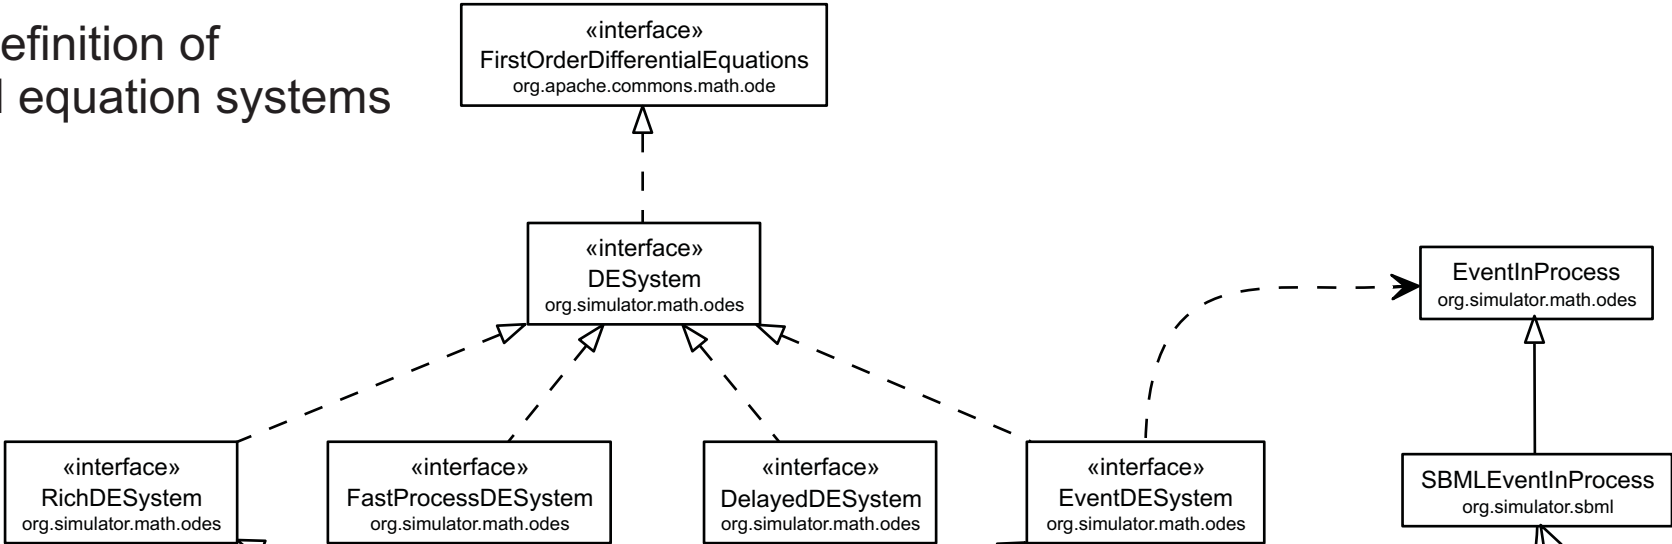 efinition of
equation systems
«interface»
FirstOrderDifferentialEquations
org.apache.commons.math.ode
«interface»
DESystem
org.simulator.math.odes
EventInProcess
org.simulator.math.odes
«interface»
RichDESystem
org.simulator.math.odes
«interface»
FastProcessDESystem
org.simulator.math.odes
«interface»
DelayedDESystem
org.simulator.math.odes
«interface»
EventDESystem
org.simulator.math.odes
SBMLEventInProcess
org.simulator.sbml